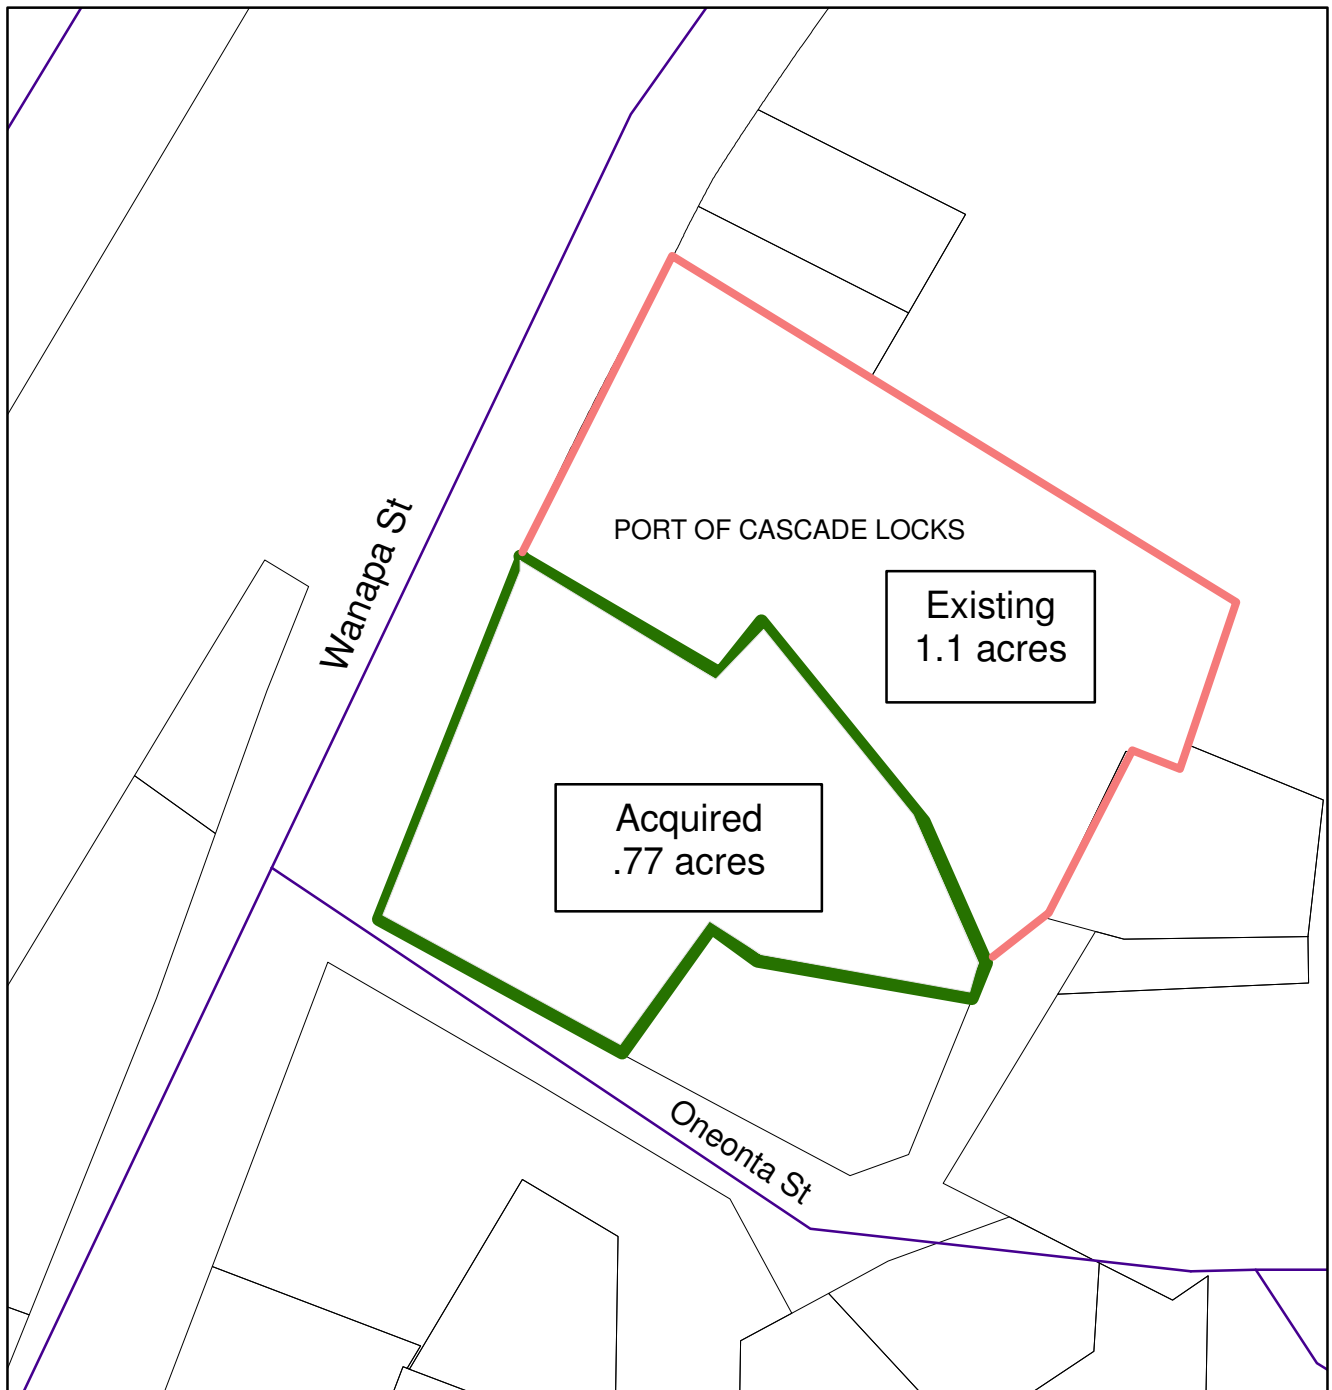 Wanapa St
PORT OF CASCADE LOCKS
Existing
1.1 acres
Acquired
.77 acres
Oneonta St